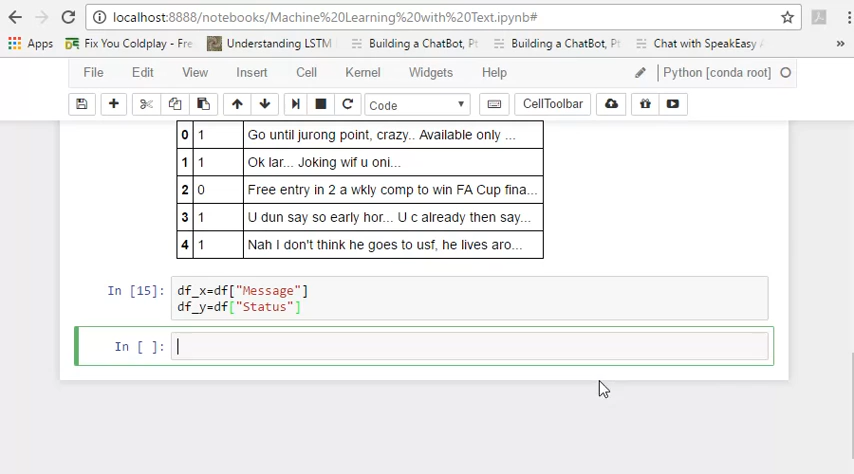 localhost:8888/notebooks/Machine%20Learning%20with%20Text.ipynb#
Apps Fix You Coldplay - Fre Understanding LSTM Building a ChatBot, Pt Building a ChatBot, Pt Chat with SpeakEasy »
File Edit View Insert Cell Kernel Widgets Help Python [conda root]
Code CellToolbar
0 1 Go until jurong point, crazy.. Available only ...
1 1 Ok lar... Joking wif u oni...
2 0 Free entry in 2 a wkly comp to win FA Cup fina...
3 1 U dun say so early hor... U c already then say...
4 1 Nah I don't think he goes to usf, he lives aro...
In [15]: df_x=df["Message"]
df_y=df["Status"]
In [ ]: